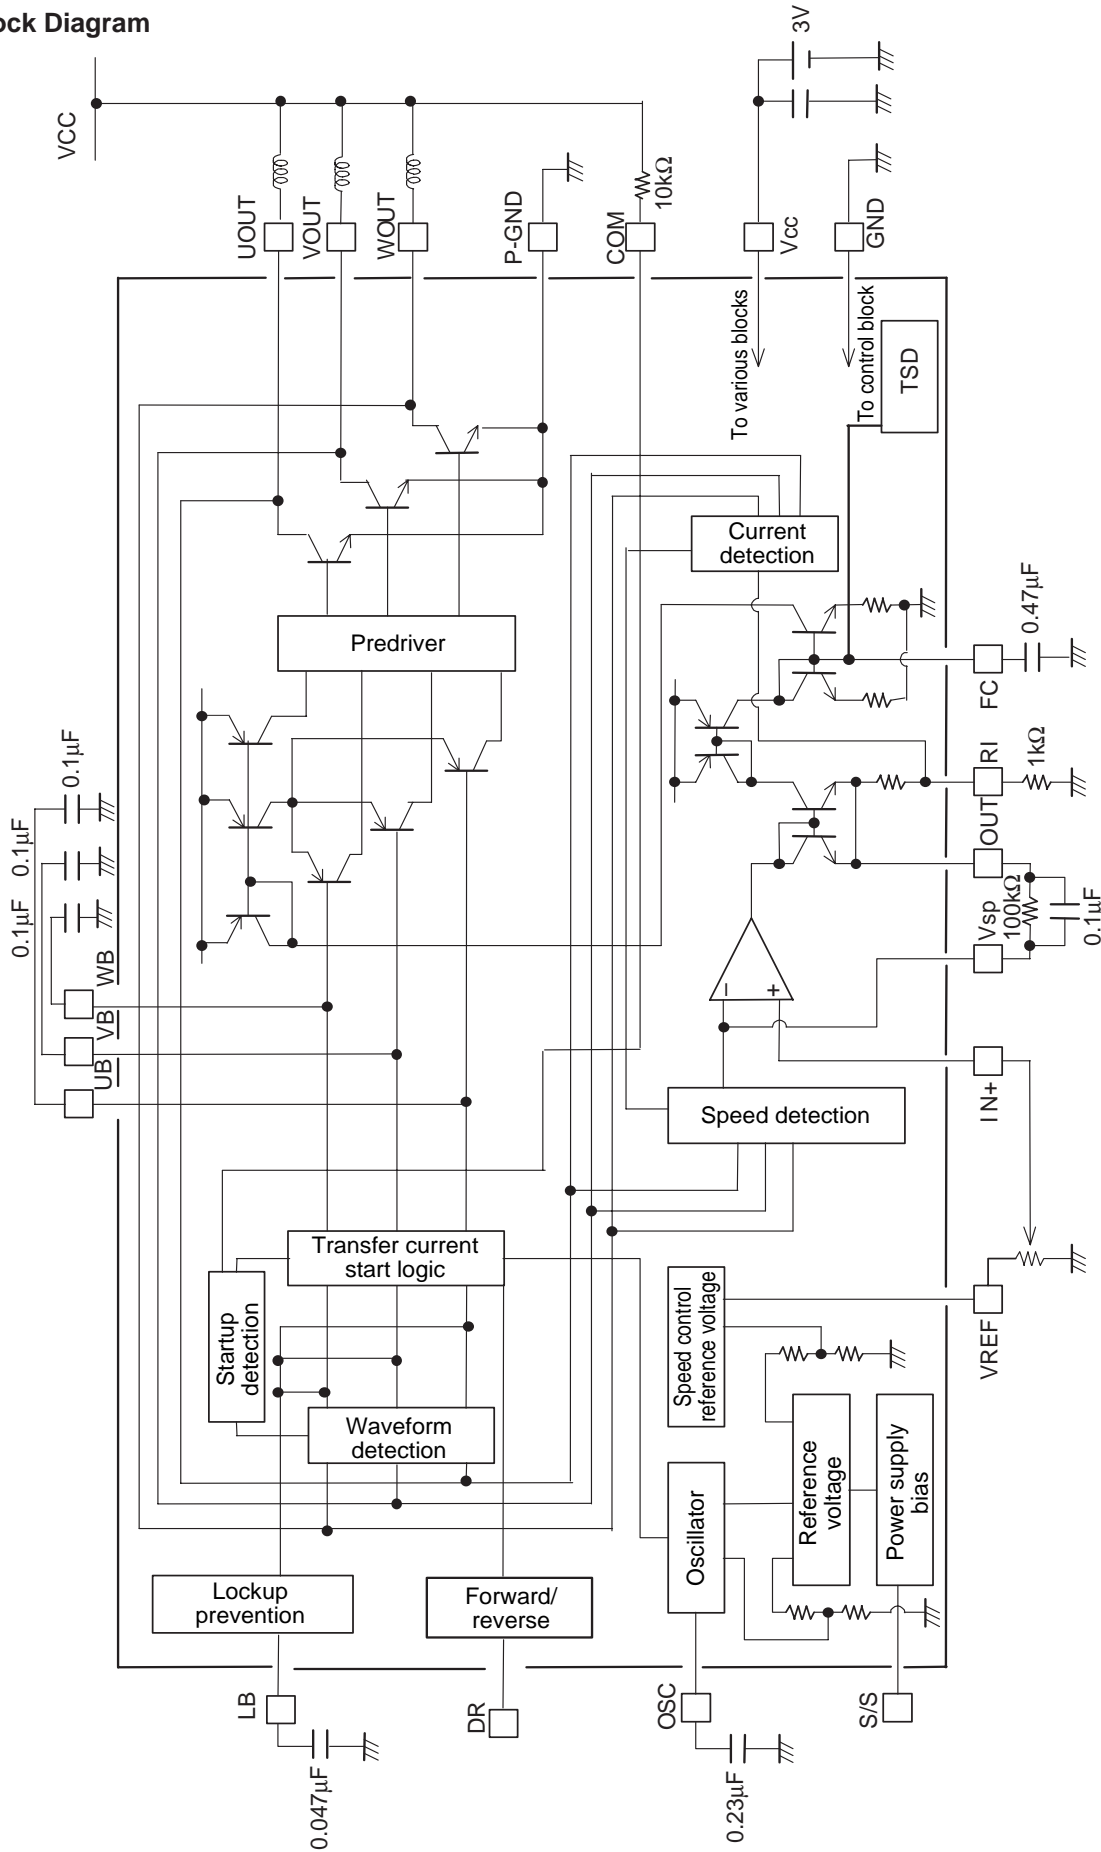 ock Diagram
VCC
3V
UOUT
VOUT
WOUT
P-GND
COM
10kΩ
Vcc
GND
To various blocks
To control block
TSD
Current
detection
Predriver
0.1µF
0.1µF
0.1µF
WB
VB
UB
FC
0.47µF
RI
1kΩ
OUT
Vsp
100kΩ
0.1µF
–
+
IN+
Speed detection
Transfer current
start logic
Startup
detection
Waveform
detection
Speed control
reference voltage
VREF
Reference
voltage
Power supply
bias
Oscillator
Lockup
prevention
Forward/
reverse
LB
0.047µF
DR
OSC
0.23µF
S/S